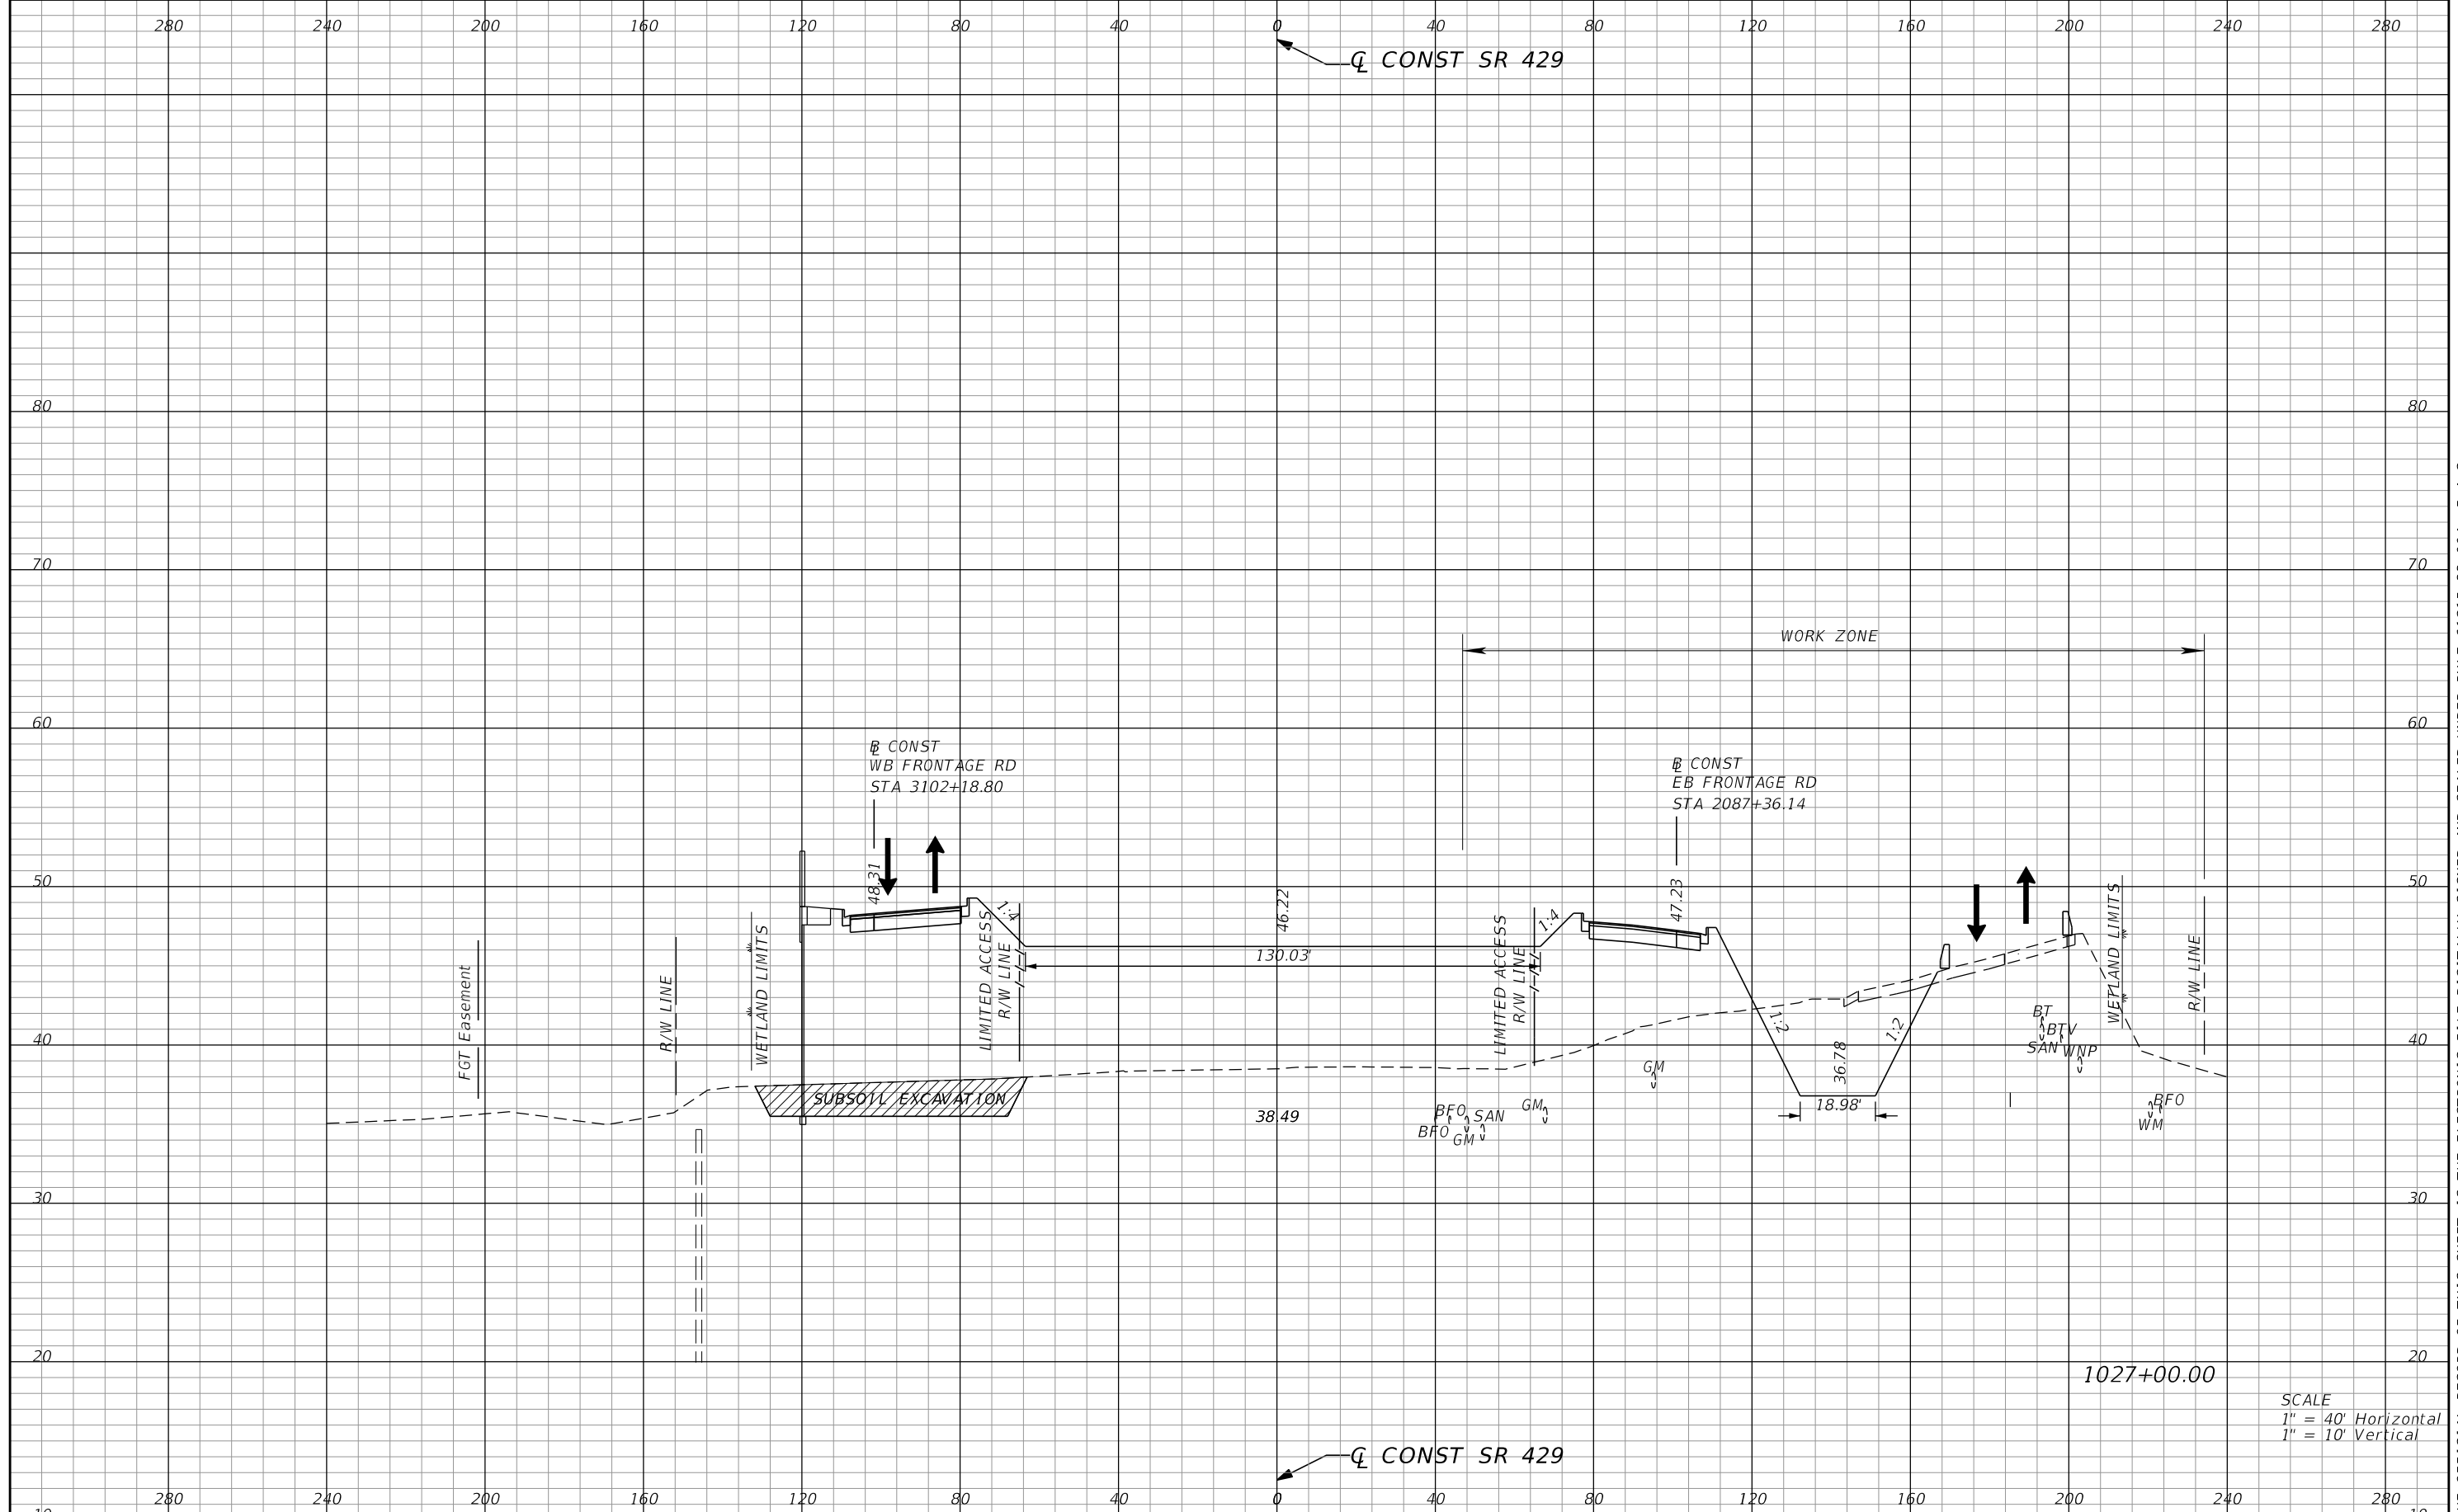 280 240 200 160 120 80 40 0 40 80 120 160 200 240 280
℄ CONST SR 429
80 80
70 70
WORK ZONE
60 60
B CONST
WB FRONTAGE RD
STA 3102+18.80
B CONST
EB FRONTAGE RD
STA 2087+36.14
50 50
48.31
46.22
47.23
1:4
1:4
130.03'
FGT Easement
R/W LINE
WETLAND LIMITS
LIMITED ACCESS
R/W LINE
LIMITED ACCESS
R/W LINE
WETLAND LIMITS
R/W LINE
1:2
1:2
36.78
18.98'
40 40
BT
BTV
SAN
WNP
GM
SUBSOIL EXCAVATION
38.49
BFO
SAN
GM
BFO
GM
BFO
WM
30 30
20 20
1027+00.00
SCALE
1" = 40' Horizontal
1" = 10' Vertical
℄ CONST SR 429
280 240 200 160 120 80 40 0 40 80 120 160 200 240 280